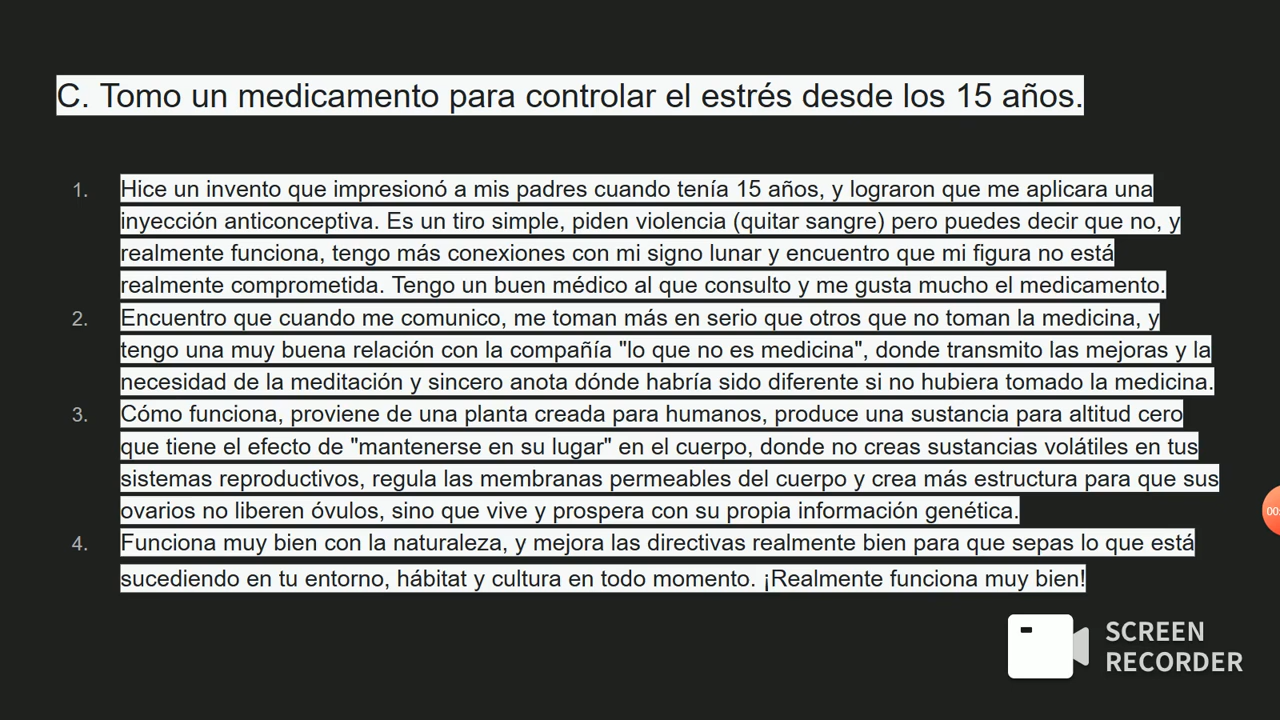 C. Tomo un medicamento para controlar el estrés desde los 15 años.
1. Hice un invento que impresionó a mis padres cuando tenía 15 años, y lograron que me aplicara una
inyección anticonceptiva. Es un tiro simple, piden violencia (quitar sangre) pero puedes decir que no, y
realmente funciona, tengo más conexiones con mi signo lunar y encuentro que mi figura no está
realmente comprometida. Tengo un buen médico al que consulto y me gusta mucho el medicamento.
2. Encuentro que cuando me comunico, me toman más en serio que otros que no toman la medicina, y
tengo una muy buena relación con la compañía "lo que no es medicina", donde transmito las mejoras y la
necesidad de la meditación y sincero anota dónde habría sido diferente si no hubiera tomado la medicina.
3. Cómo funciona, proviene de una planta creada para humanos, produce una sustancia para altitud cero
que tiene el efecto de "mantenerse en su lugar" en el cuerpo, donde no creas sustancias volátiles en tus
sistemas reproductivos, regula las membranas permeables del cuerpo y crea más estructura para que sus
ovarios no liberen óvulos, sino que vive y prospera con su propia información genética.
4. Funciona muy bien con la naturaleza, y mejora las directivas realmente bien para que sepas lo que está
sucediendo en tu entorno, hábitat y cultura en todo momento. ¡Realmente funciona muy bien!
SCREEN
RECORDER